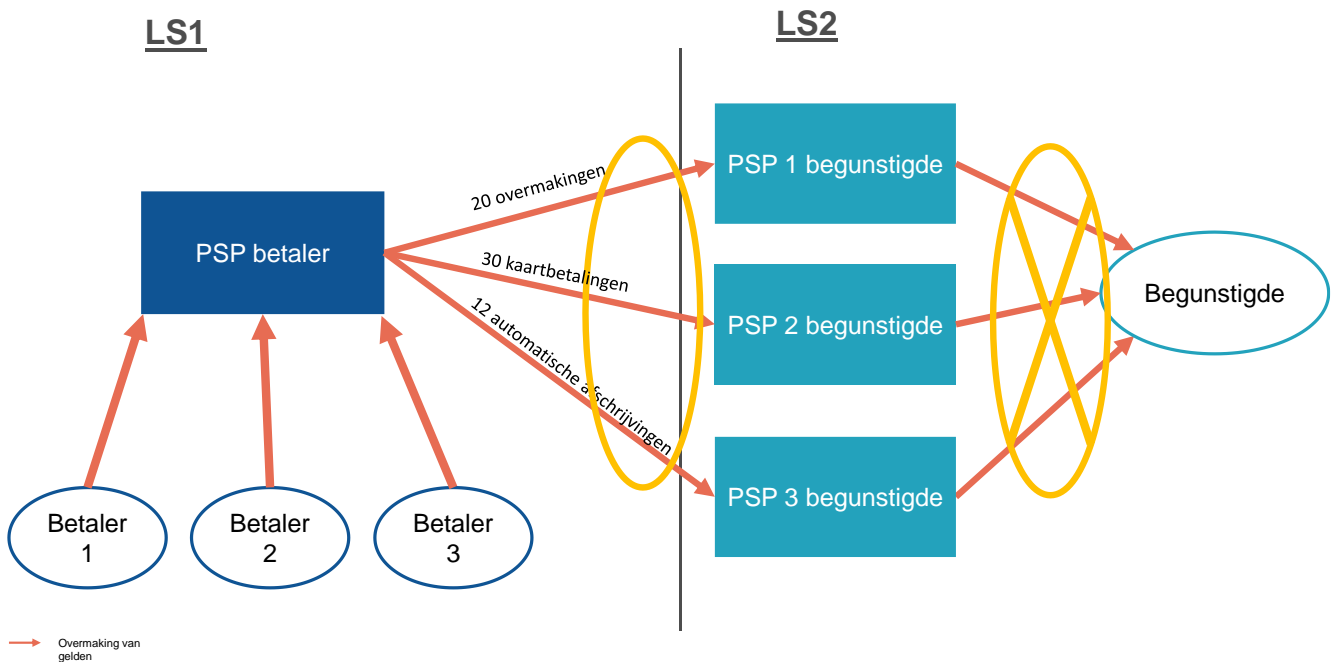 LS1
LS2
PSP betaler
20 overmakingen
30 kaartbetalingen
12 automatische afschrijvingen
PSP 1 begunstigde
PSP 2 begunstigde
PSP 3 begunstigde
Begunstigde
Betaler
1
Betaler
2
Betaler
3
Overmaking van
gelden